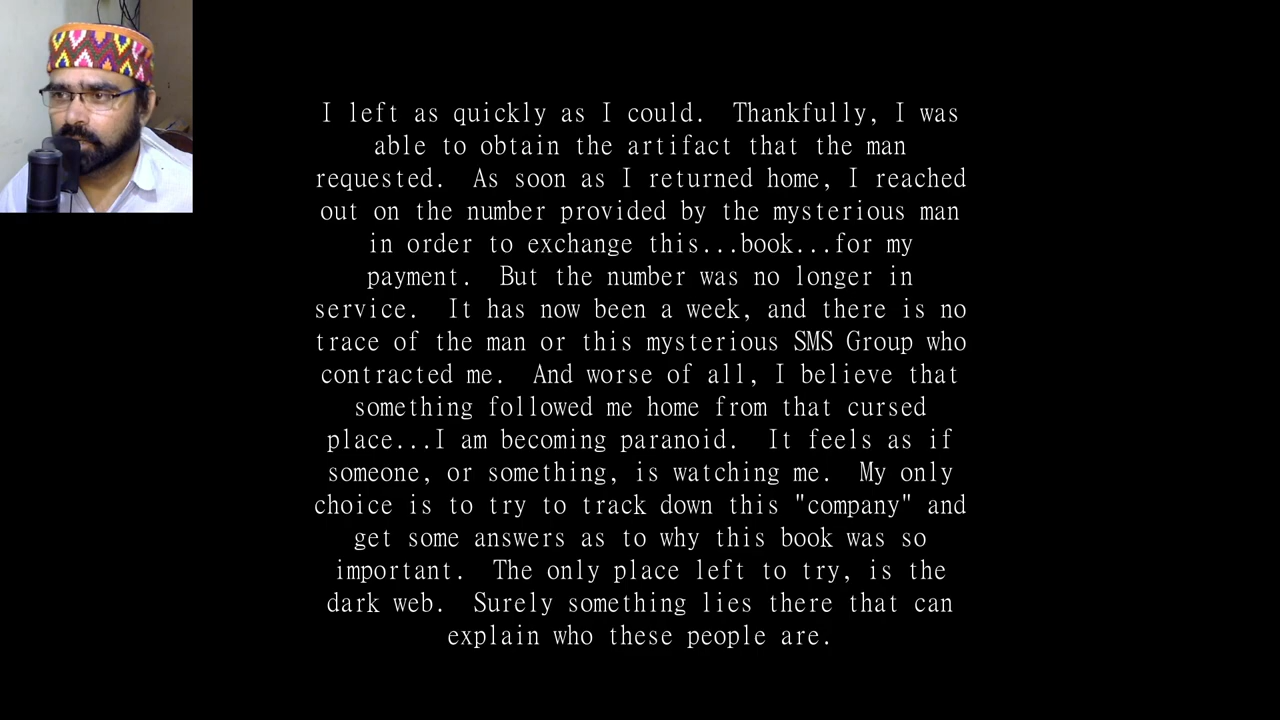 I left as quickly as I could.  Thankfully, I was
able to obtain the artifact that the man
requested.  As soon as I returned home, I reached
out on the number provided by the mysterious man
in order to exchange this...book...for my
payment.  But the number was no longer in
service.  It has now been a week, and there is no
trace of the man or this mysterious SMS Group who
contracted me.  And worse of all, I believe that
something followed me home from that cursed
place...I am becoming paranoid.  It feels as if
someone, or something, is watching me.  My only
choice is to try to track down this "company" and
get some answers as to why this book was so
important.  The only place left to try, is the
dark web.  Surely something lies there that can
explain who these people are.